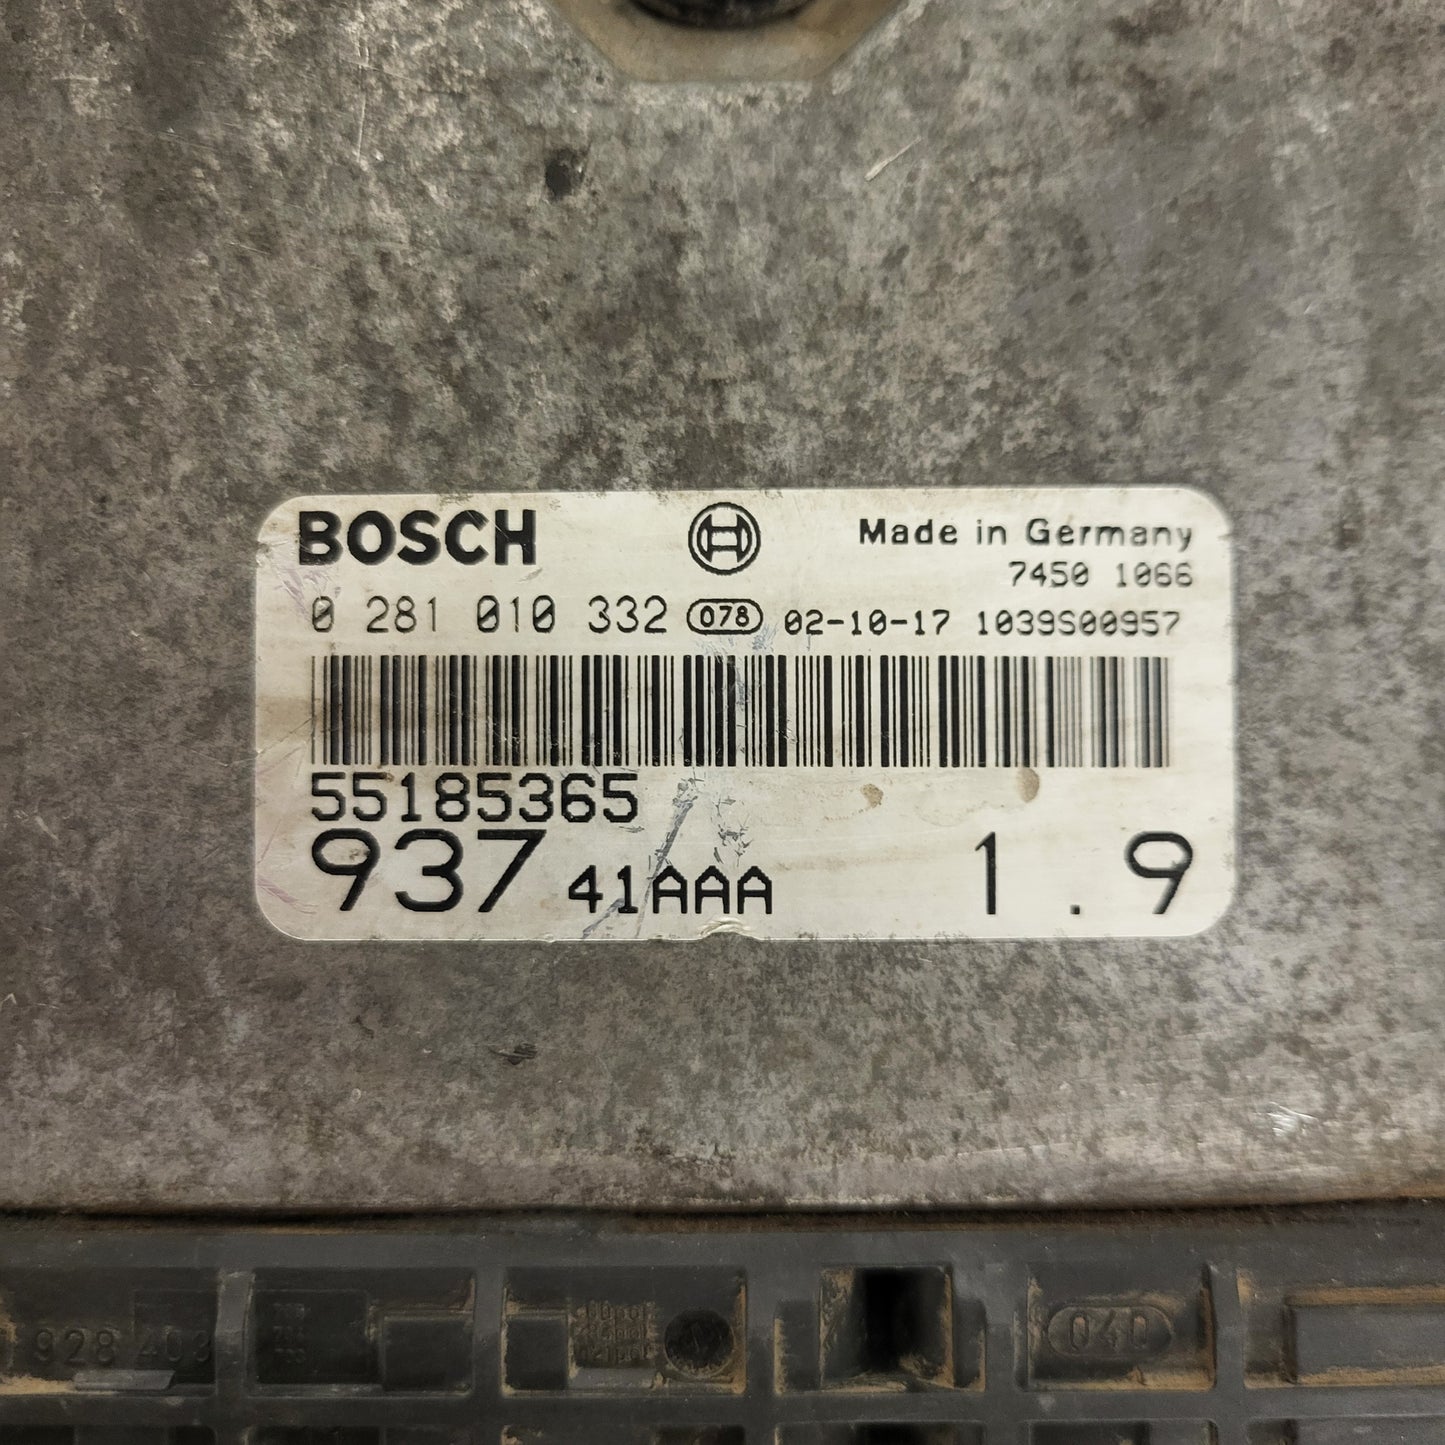 BOSCH
Made in Germany
7450 1066
0 281 010 332 078 02-10-17 1039S00957
55185365
937 41AAA 1.9
928 403
04D